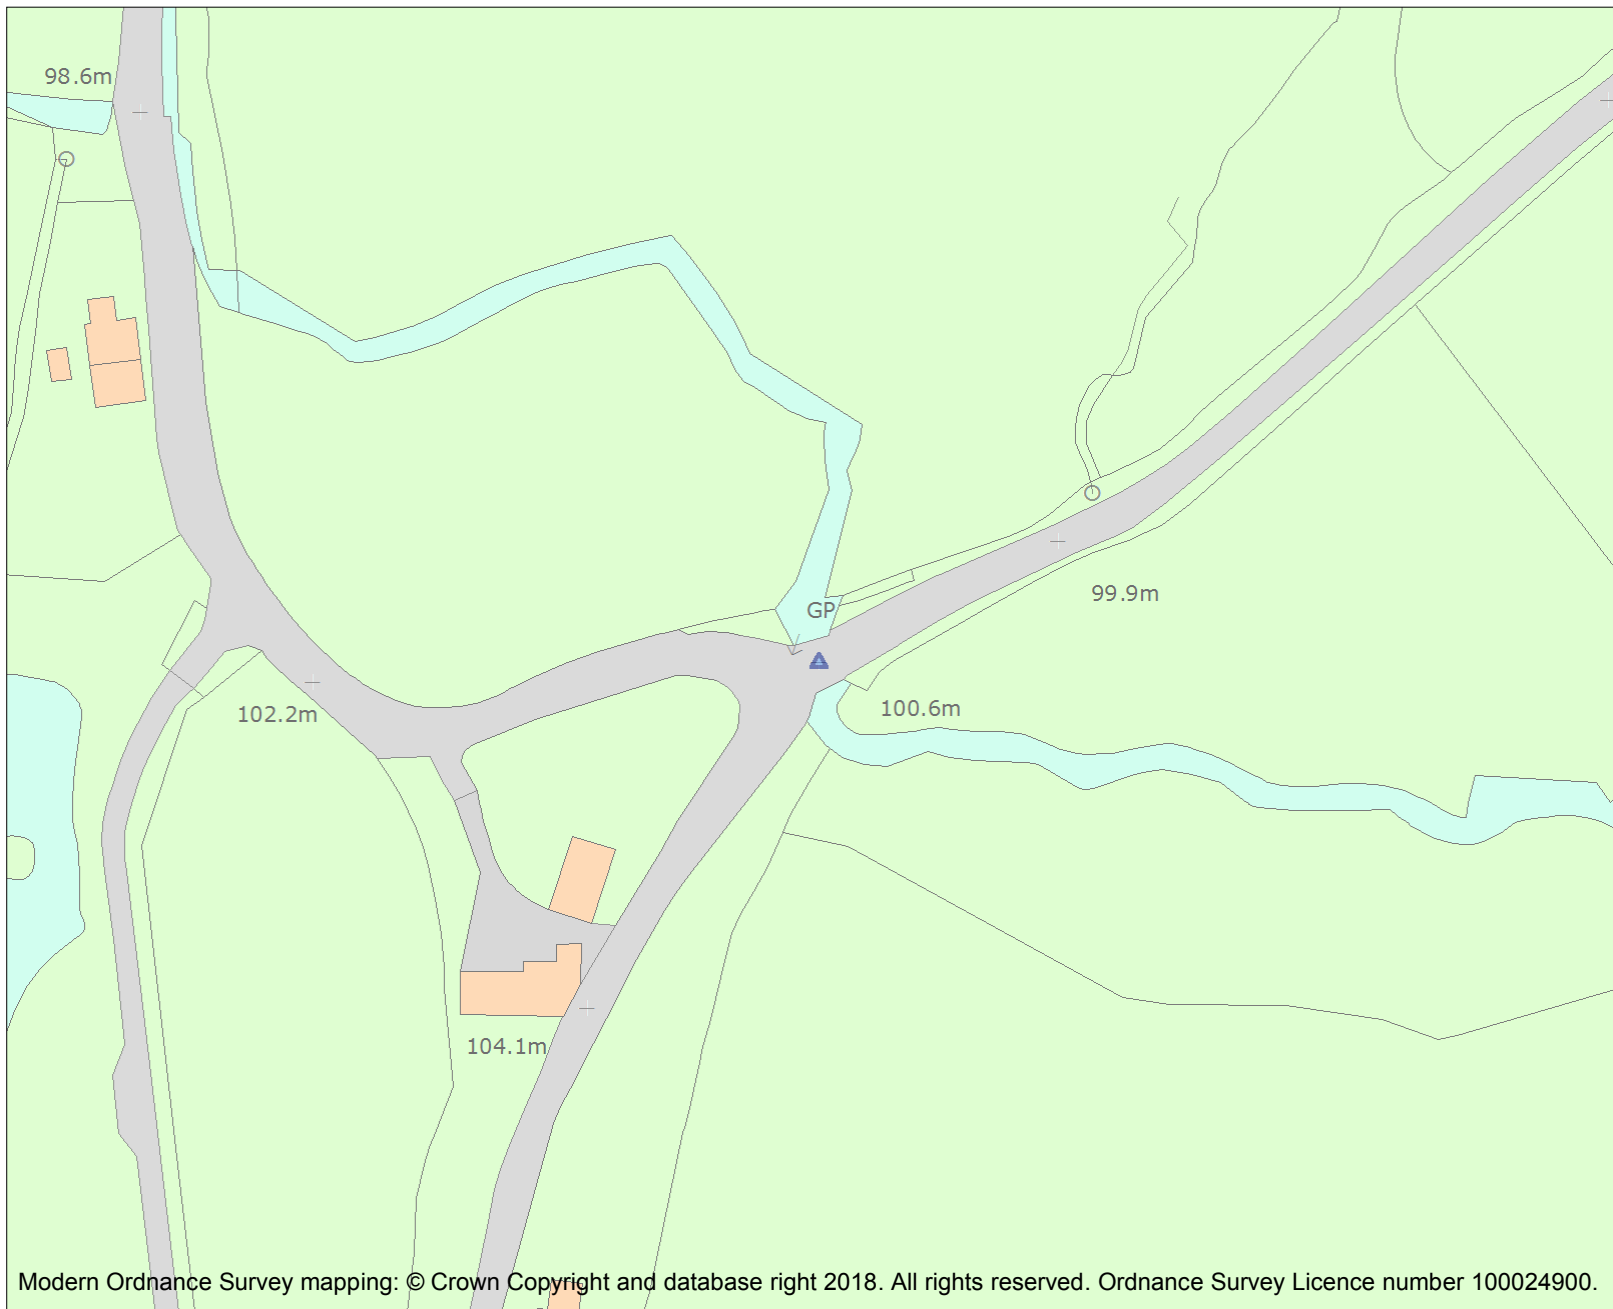 98.6m
GP
99.9m
100.6m
102.2m
104.1m
Modern Ordnance Survey mapping: © Crown Copyright and database right 2018. All rights reserved. Ordnance Survey Licence number 100024900.